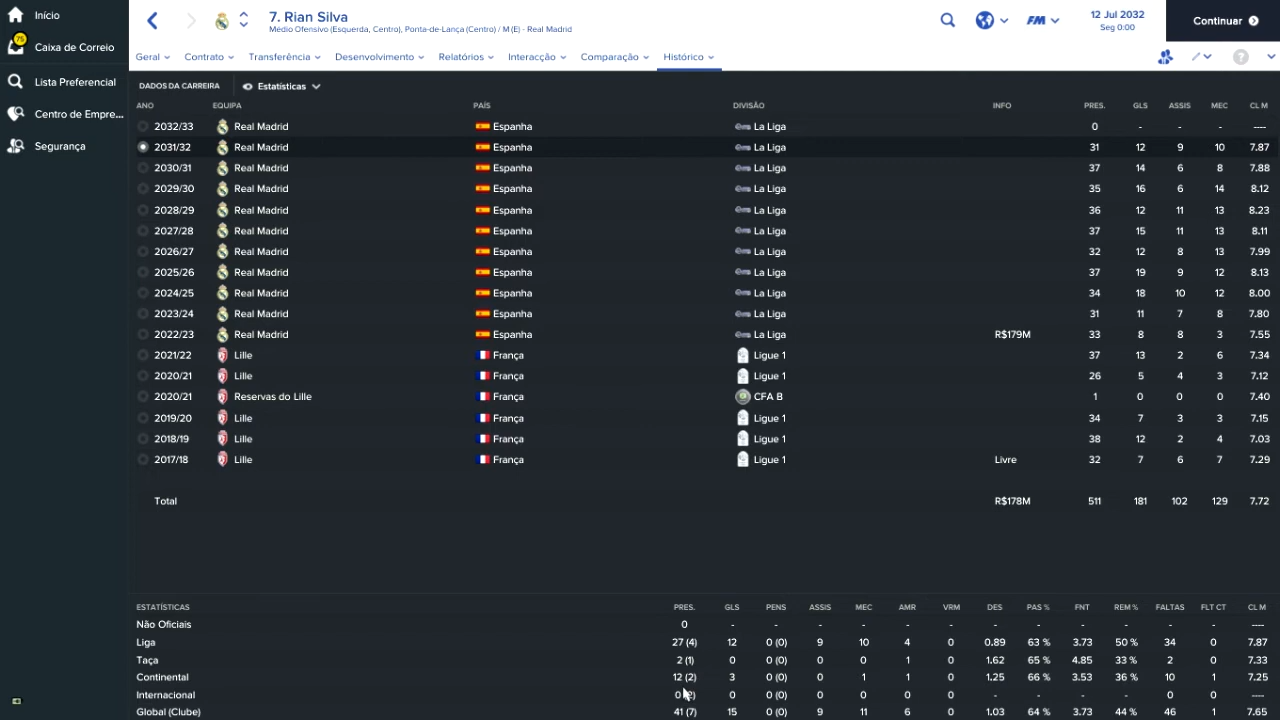 Início
7. Rian Silva
Médio Ofensivo (Esquerda, Centro), Ponta-de-Lança (Centro) / M (E) - Real Madrid
FM
12 Jul 2032
Seg 0:00
Continuar
75
Caixa de Correio
Geral Contrato Transferência Desenvolvimento Relatórios Interacção Comparação Histórico
Lista Preferencial
Centro de Empre...
Segurança
DADOS DA CARREIRA Estatísticas
ANO EQUIPA PAÍS DIVISÃO INFO PRES. GLS ASSIS MEC CL M
2032/33 Real Madrid Espanha La Liga 0 - - - ----
2031/32 Real Madrid Espanha La Liga 31 12 9 10 7.87
2030/31 Real Madrid Espanha La Liga 37 14 6 8 7.88
2029/30 Real Madrid Espanha La Liga 35 16 6 14 8.12
2028/29 Real Madrid Espanha La Liga 36 12 11 13 8.23
2027/28 Real Madrid Espanha La Liga 37 15 11 13 8.11
2026/27 Real Madrid Espanha La Liga 32 12 8 13 7.99
2025/26 Real Madrid Espanha La Liga 37 19 9 12 8.13
2024/25 Real Madrid Espanha La Liga 34 18 10 12 8.00
2023/24 Real Madrid Espanha La Liga 31 11 7 8 7.80
2022/23 Real Madrid Espanha La Liga R$179M 33 8 8 3 7.55
2021/22 Lille França Ligue 1 37 13 2 6 7.34
2020/21 Lille França Ligue 1 26 5 4 3 7.12
2020/21 Reservas do Lille França CFA B 1 0 0 0 7.40
2019/20 Lille França Ligue 1 34 7 3 3 7.15
2018/19 Lille França Ligue 1 38 12 2 4 7.03
2017/18 Lille França Ligue 1 Livre 32 7 6 7 7.29
Total R$178M 511 181 102 129 7.72
ESTATÍSTICAS PRES. GLS PENS ASSIS MEC AMR VRM DES PAS % FNT REM % FALTAS FLT CT CL M
Não Oficiais 0 - - - - - - - - - - - - ----
Liga 27 (4) 12 0 (0) 9 10 4 0 0.89 63 % 3.73 50 % 34 0 7.87
Taça 2 (1) 0 0 (0) 0 0 1 0 1.62 65 % 4.85 33 % 2 0 7.33
Continental 12 (2) 3 0 (0) 0 1 1 0 1.25 66 % 3.53 36 % 10 1 7.25
Internacional 0 0 0 (0) 0 0 0 0 - - - - 0 0 ----
Global (Clube) 41 (7) 15 0 (0) 9 11 6 0 1.03 64 % 3.73 44 % 46 1 7.65